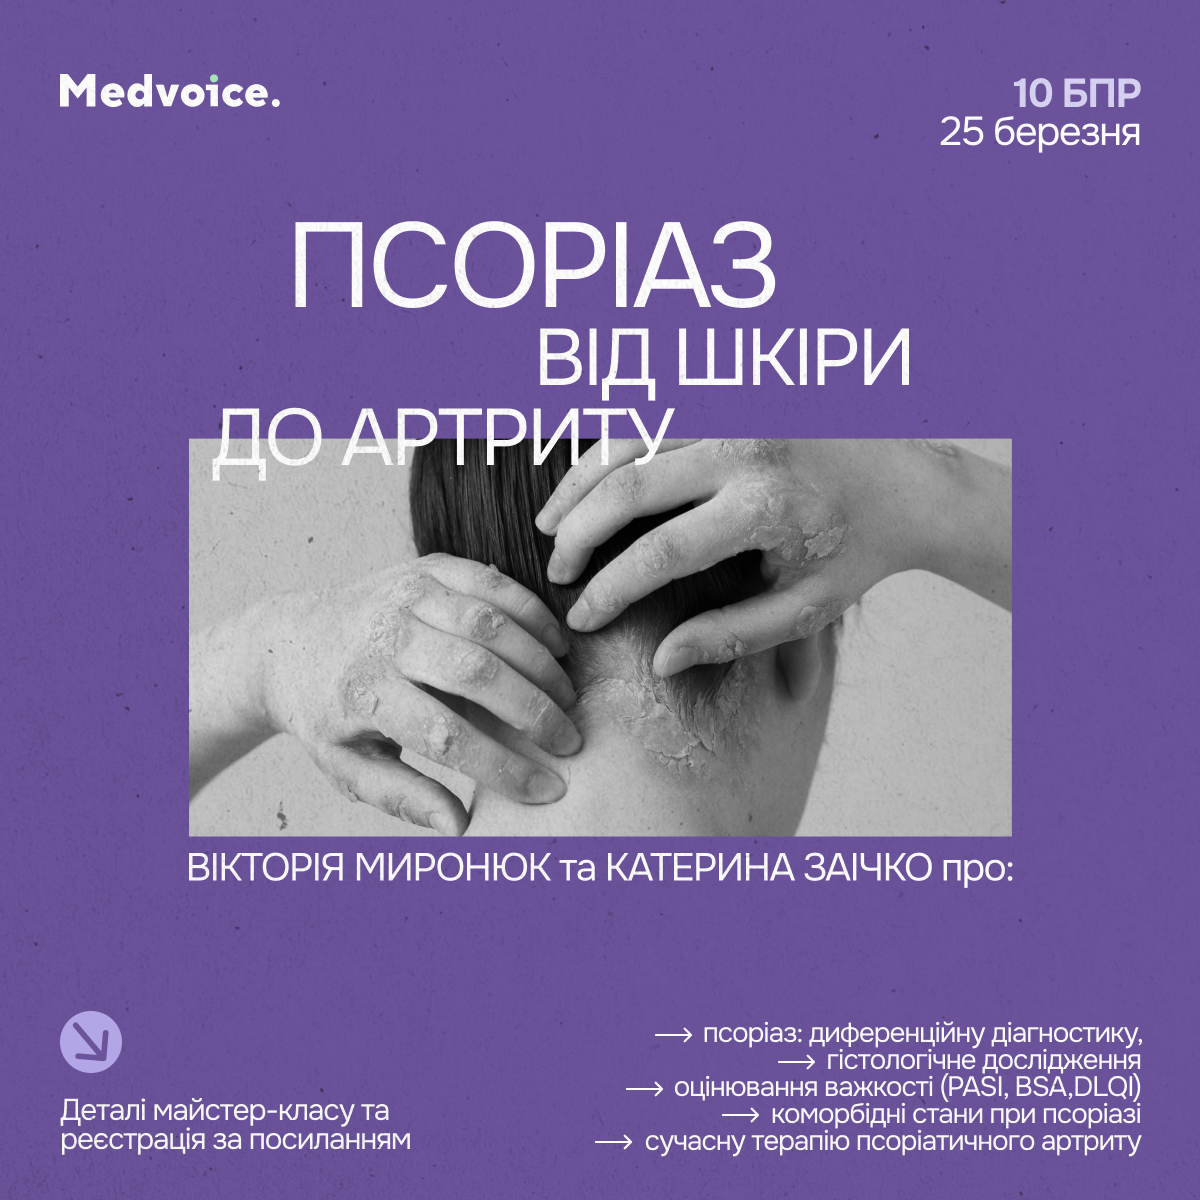 Medvoice.
10 БПР
25 березня
ПСОРІАЗ
ВІД ШКІРИ
ДО АРТРИТУ
ВІКТОРІЯ МИРОНЮК та КАТЕРИНА ЗАІЧКО про:
Деталі майстер-класу та
реєстрація за посиланням
→ псоріаз: диференційну діагностику,
→ гістологічне дослідження
→ оцінювання важкості (PASI, BSA,DLQI)
→ коморбідні стани при псоріазі
→ сучасну терапію псоріатичного артриту